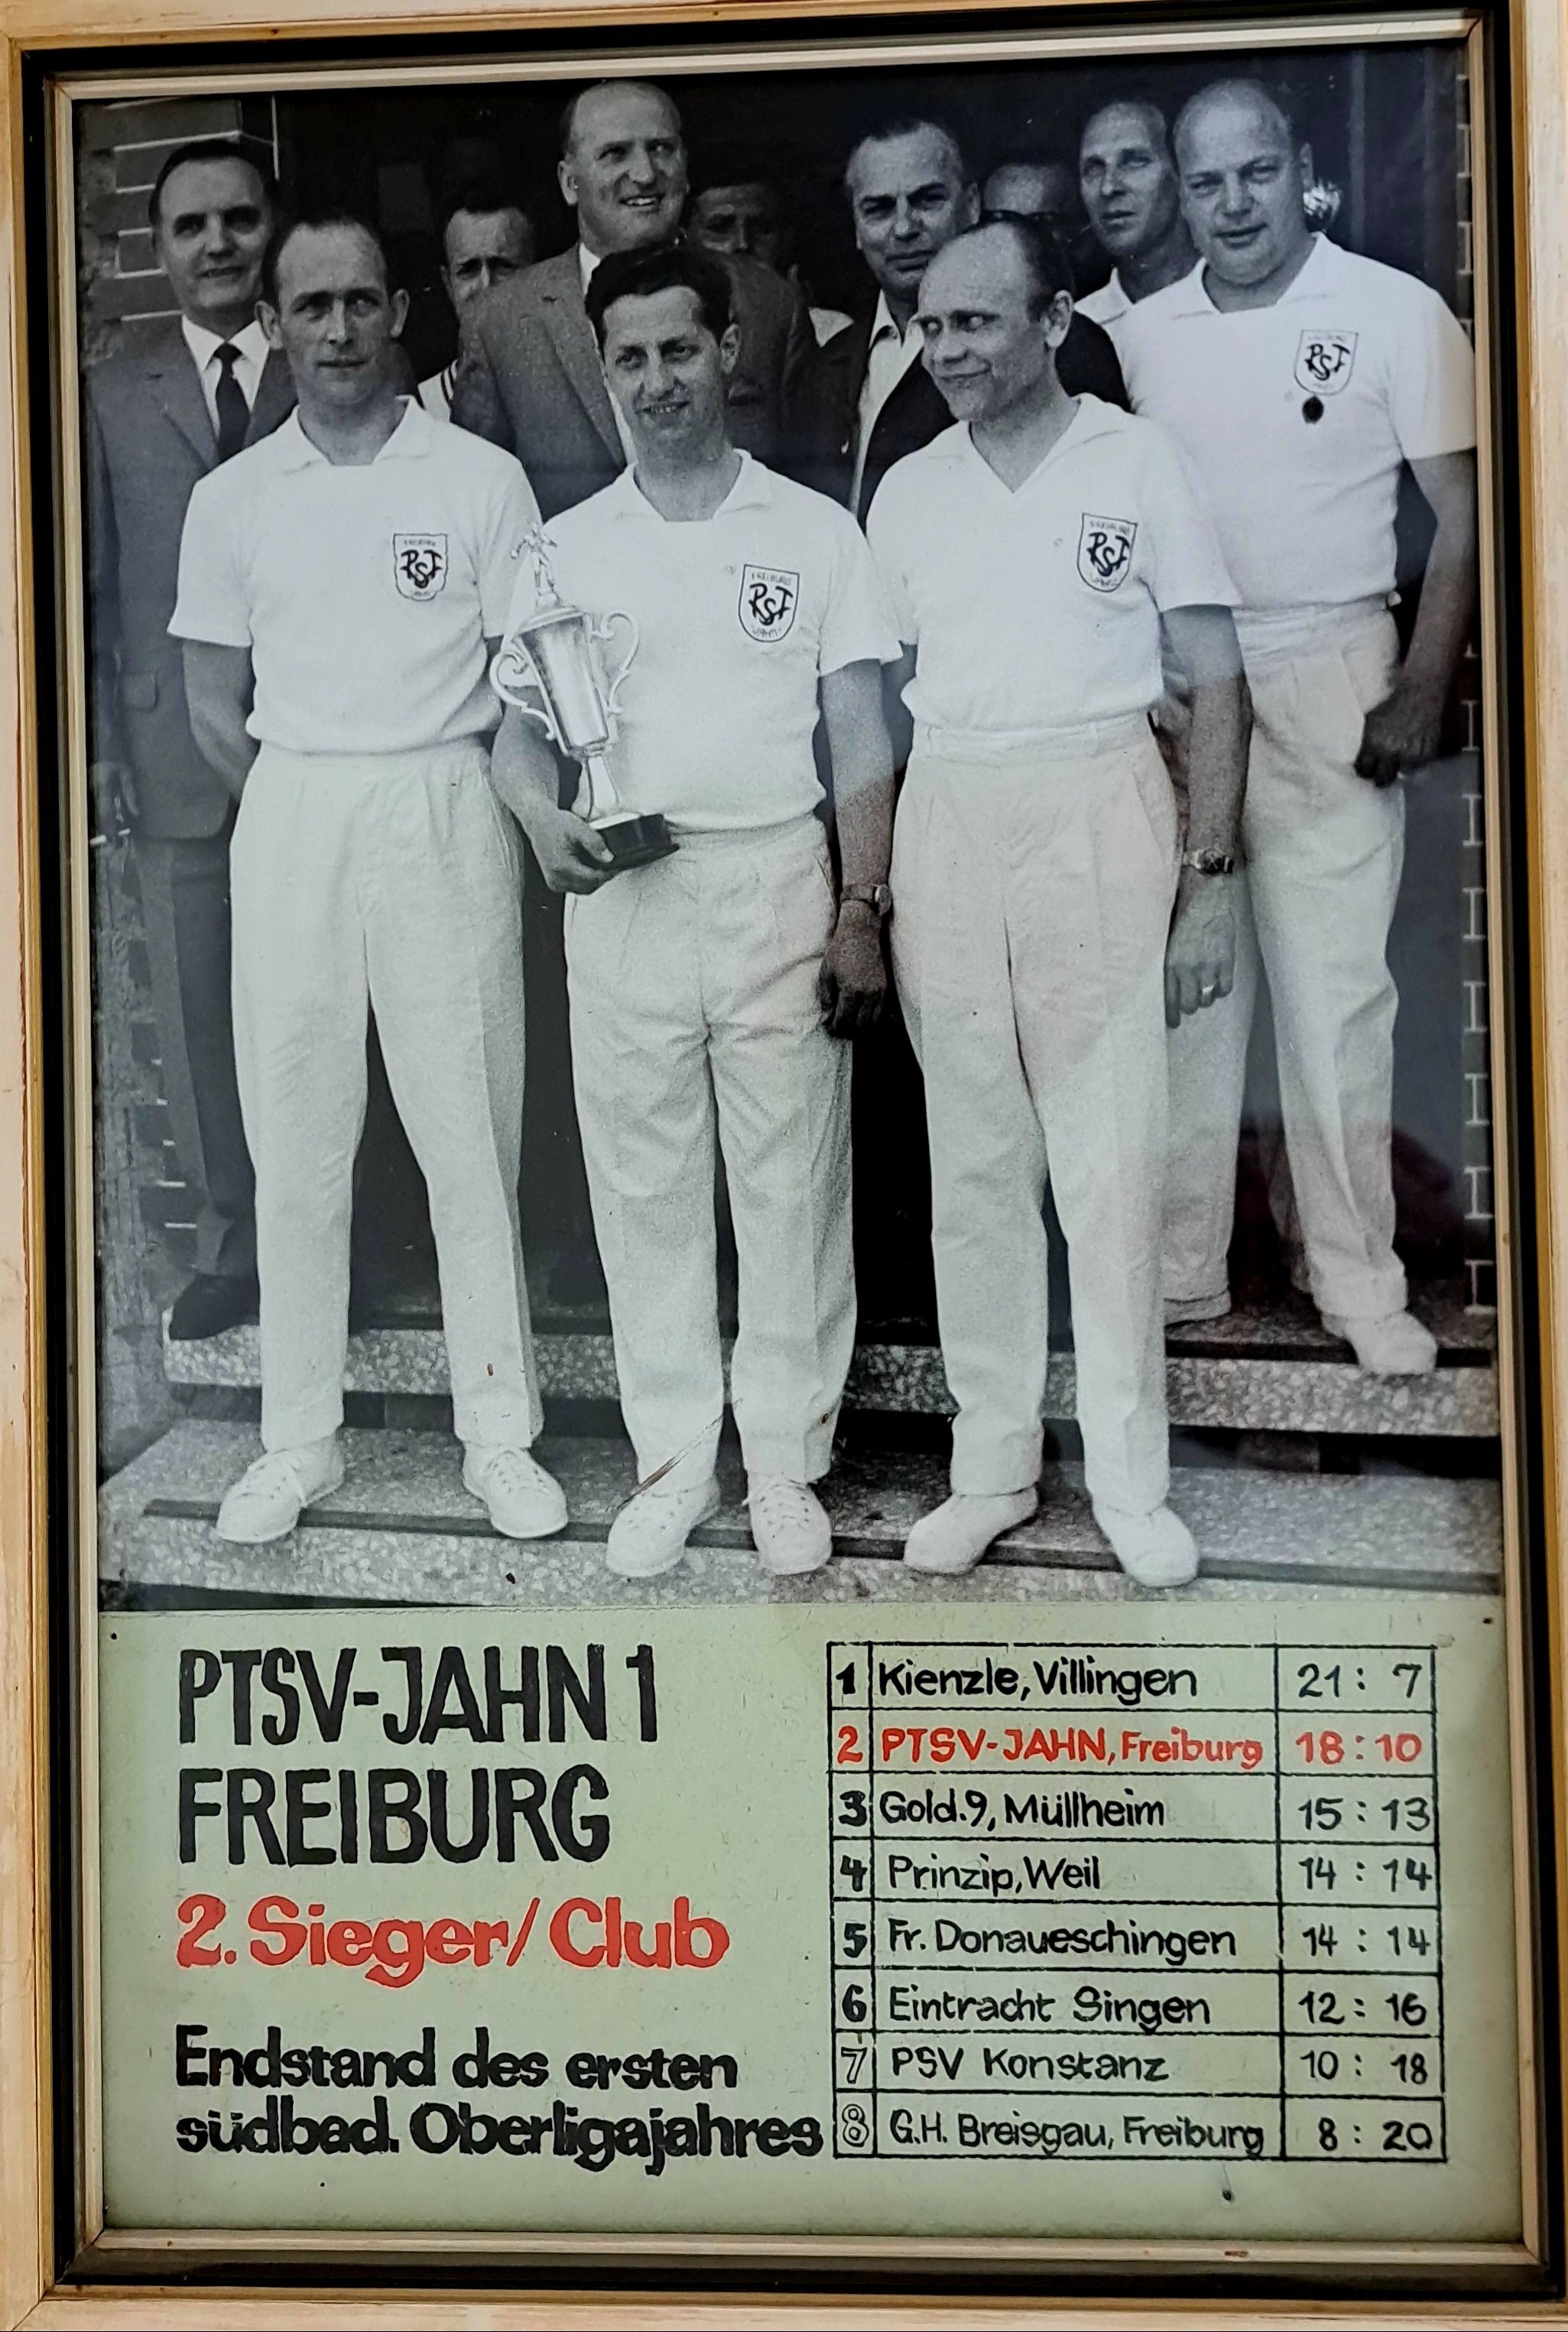 PTSV-JAHN 1
FREIBURG
2. Sieger/Club
Endstand des ersten
südbad. Oberligajahres
1 Kienzle, Villingen 21 : 7
2 PTSV-JAHN, Freiburg 18 : 10
3 Gold.9, Müllheim 15 : 13
4 Prinzip, Weil 14 : 14
5 Fr. Donaueschingen 14 : 14
6 Eintracht Singen 12 : 16
7 PSV Konstanz 10 : 18
8 G.H. Breisgau, Freiburg 8 : 20